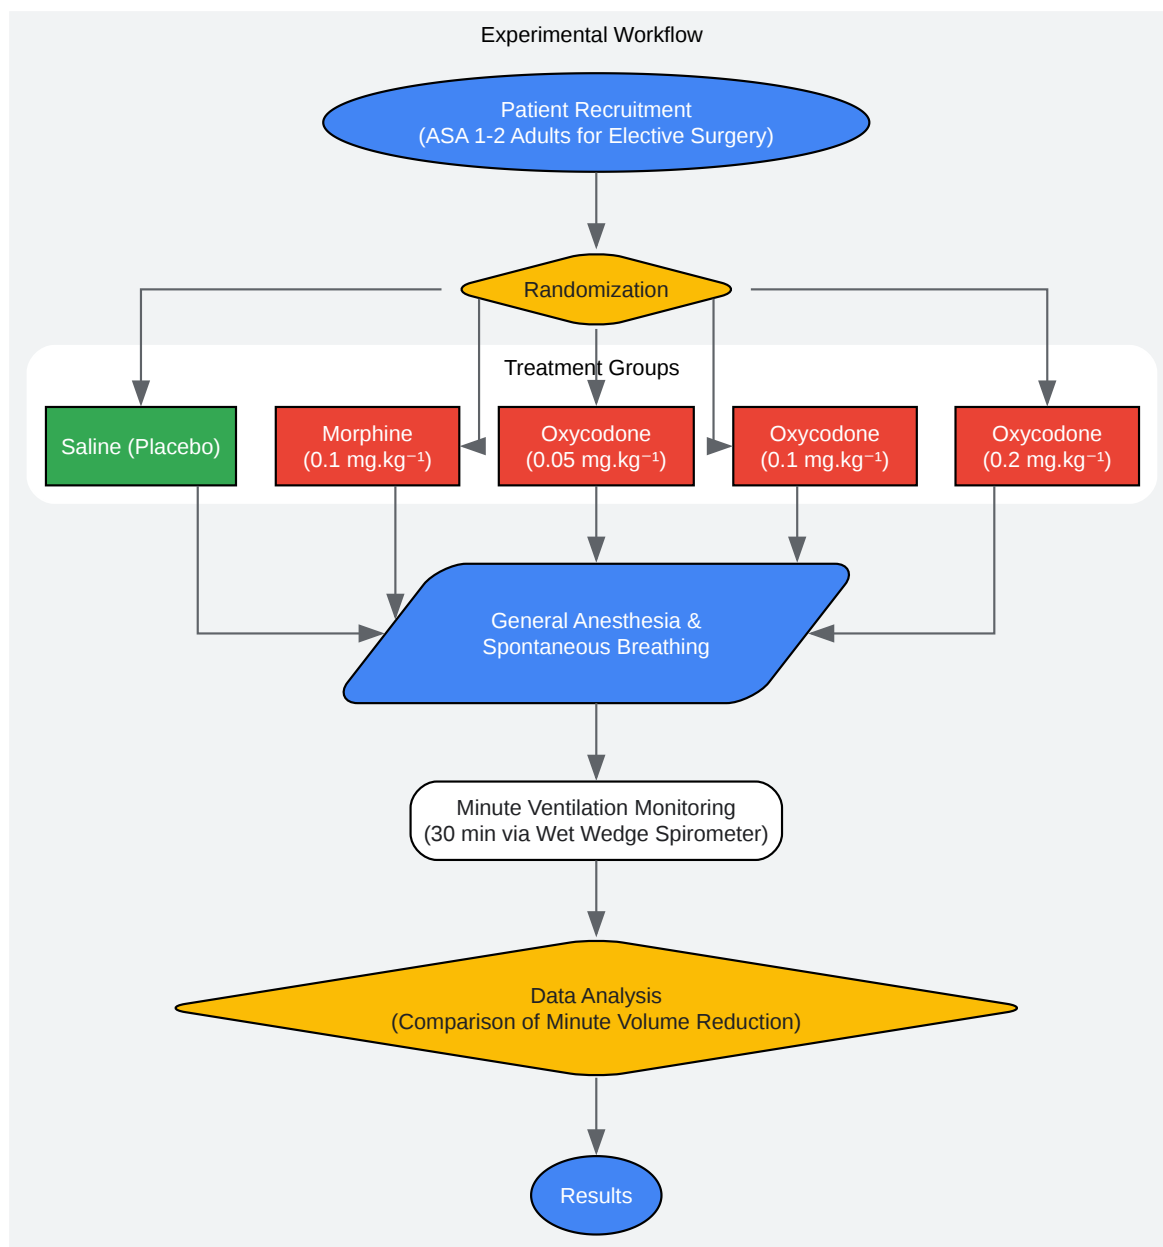 Experimental Workflow
Patient Recruitment
(ASA 1-2 Adults for Elective Surgery)
Randomization
Treatment Groups
Saline (Placebo)
Morphine
(0.1 mg.kg⁻¹)
Oxycodone
(0.05 mg.kg⁻¹)
Oxycodone
(0.1 mg.kg⁻¹)
Oxycodone
(0.2 mg.kg⁻¹)
General Anesthesia &
Spontaneous Breathing
Minute Ventilation Monitoring
(30 min via Wet Wedge Spirometer)
Data Analysis
(Comparison of Minute Volume Reduction)
Results